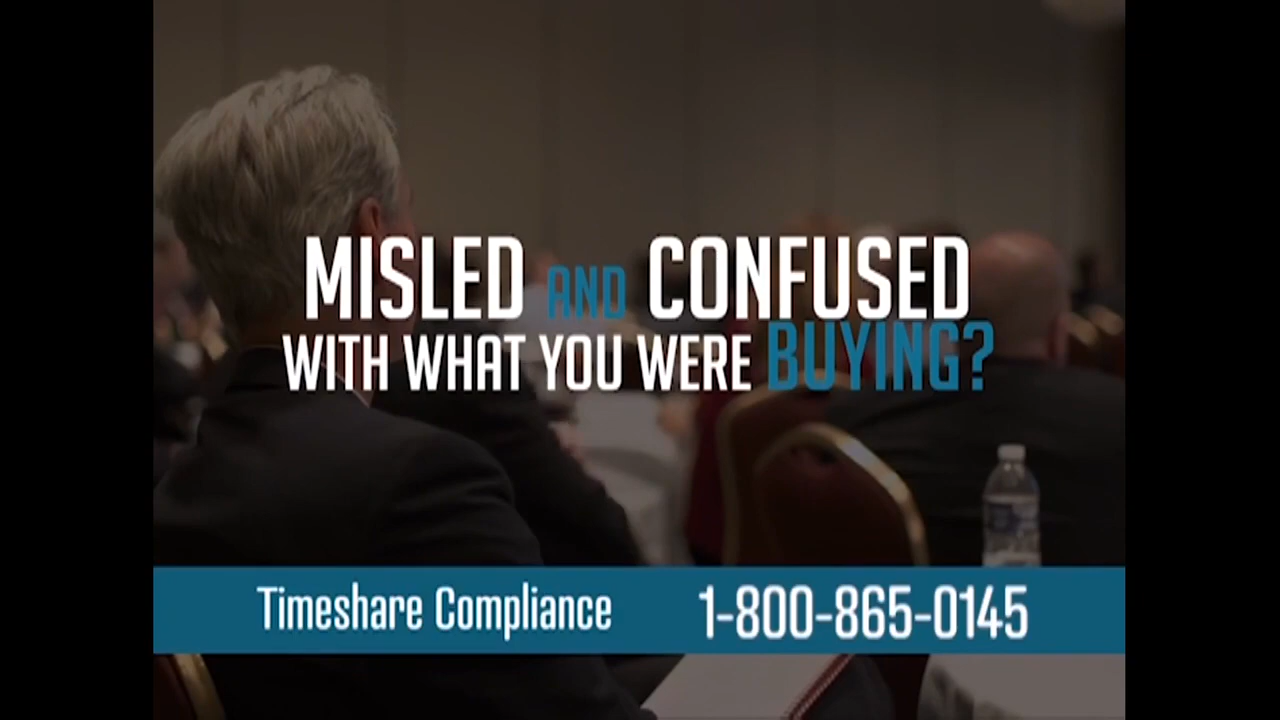 MISLED AND CONFUSED
WITH WHAT YOU WERE BUYING?
Timeshare Compliance 1-800-865-0145